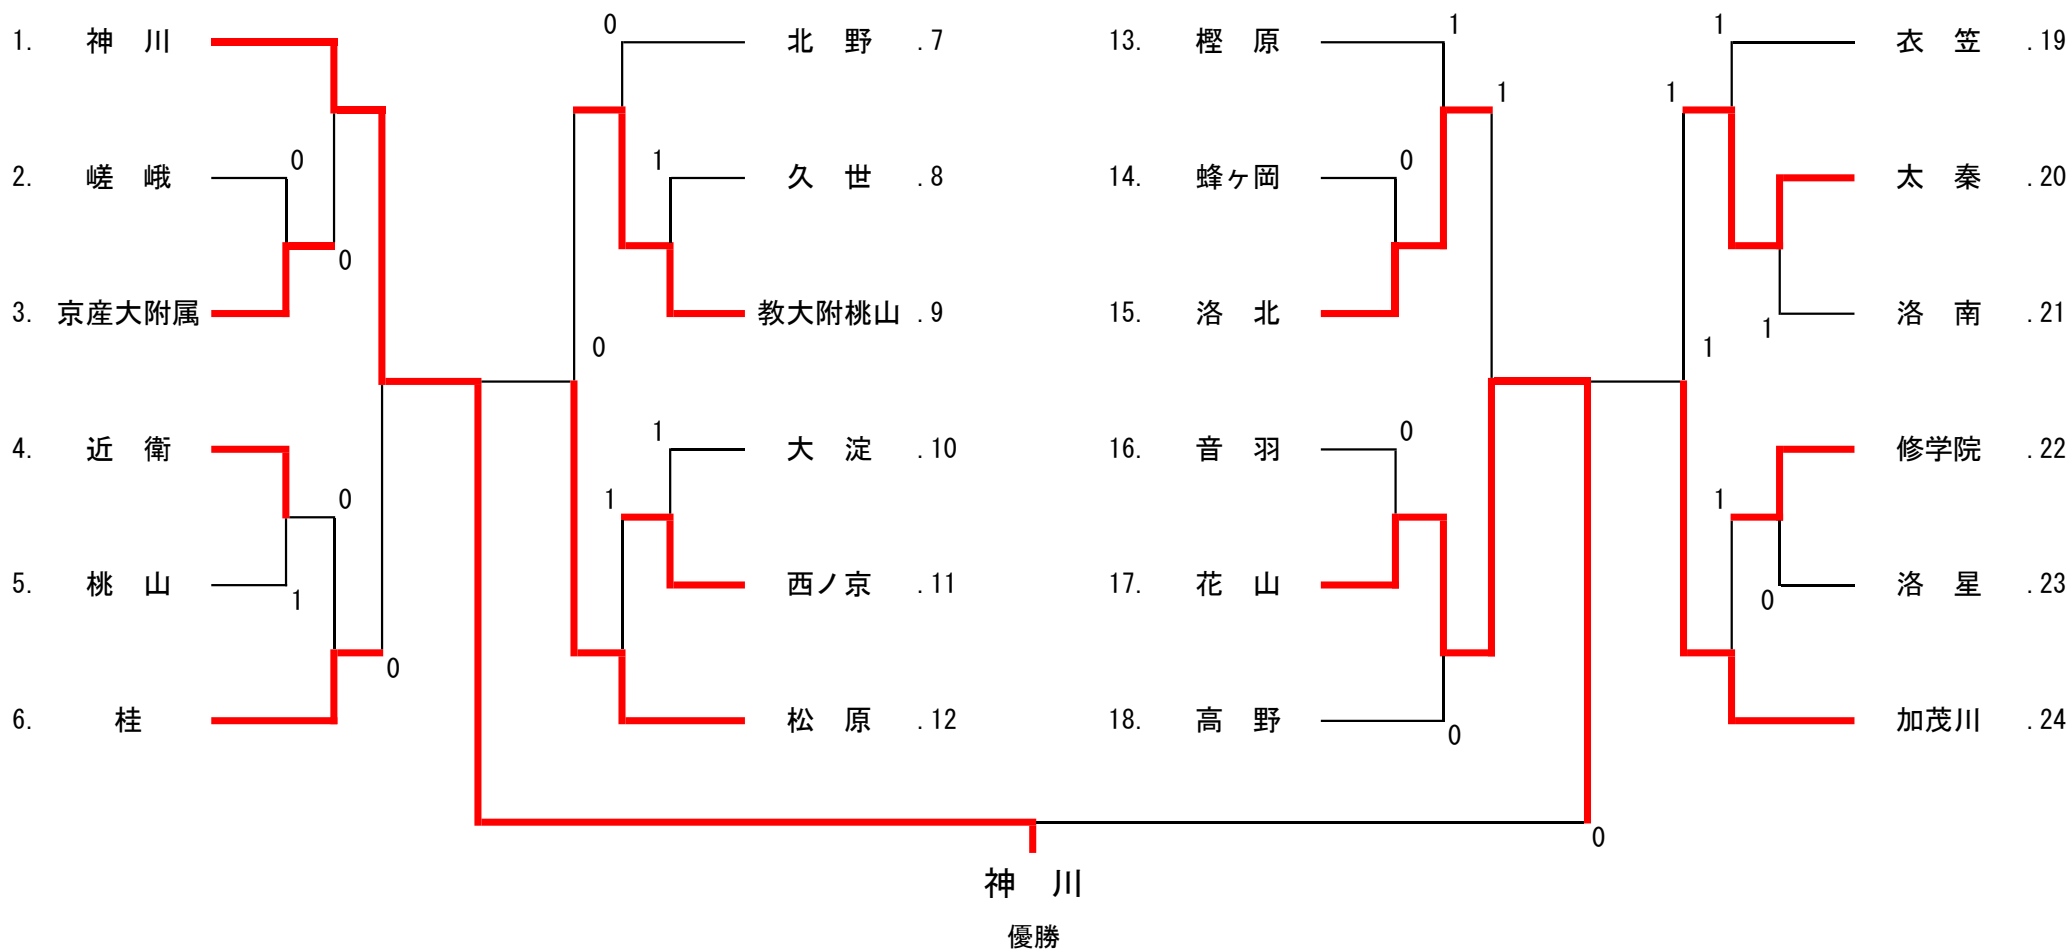 0 1 1
1. 神　川 北　野 .7 13. 樫　原 衣　笠 .19
1 1
0 1 0
2. 嵯　峨 久　世 .8 14. 蜂ヶ岡 太　秦 .20
0
3. 京産大附属 教大附桃山 .9 15. 洛　北 洛　南 .21
1
0 1
1 0
4. 近　衛 大　淀 .10 16. 音　羽 修学院 .22
0 1 1
5. 桃　山 西ノ京 .11 17. 花　山 洛　星 .23
1 0
0
6. 桂 松　原 .12 18. 高　野 加茂川 .24
0
0
神　川
優勝